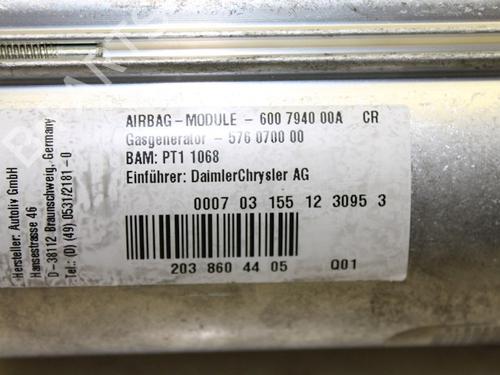 AIRBAG-MODULE - 600 7940 00A CR
Gasgenerator - 576 0700 00
BAM: PT1 1068
Einführer: DaimlerChrysler AG
0007 03 155 12 3095 3
203 860 44 05 Q01
Hersteller: Autoliv GmbH
Hansestrasse 46
D-38112 Braunschweig, Germany
Tel.: (0) (49) 0531/2181-0